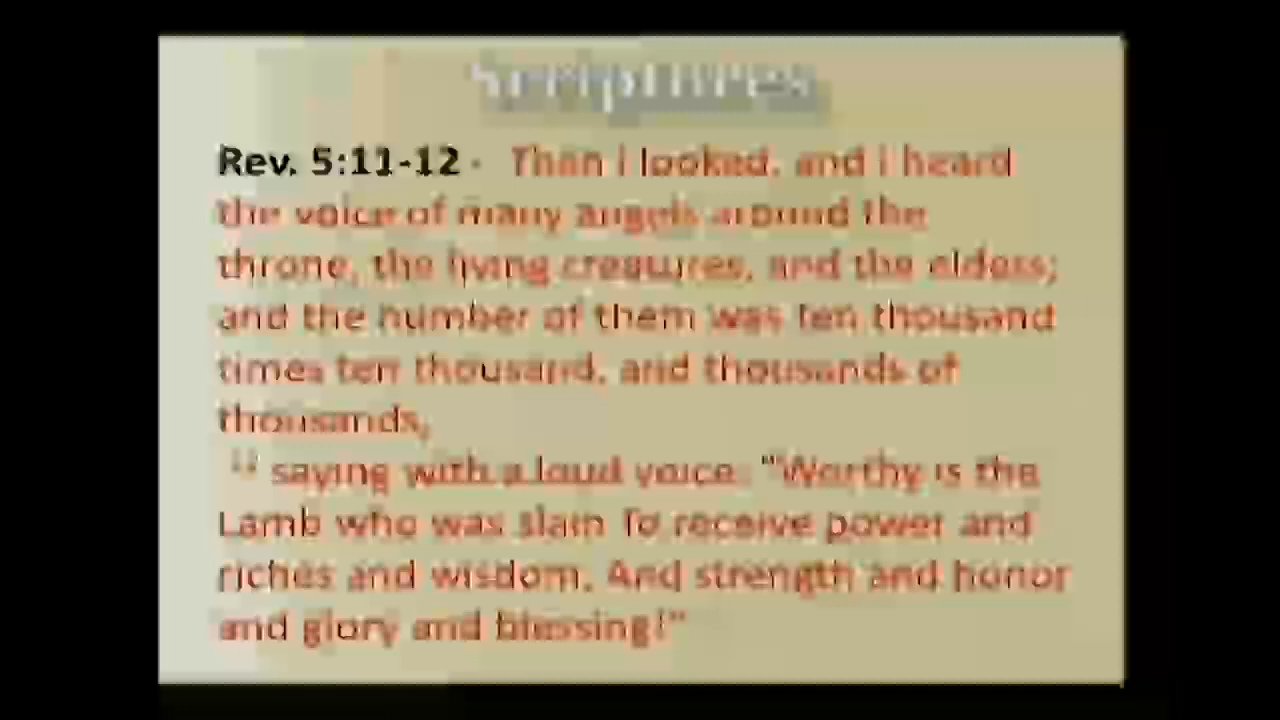 Scriptures
Rev. 5:11-12 - Then I looked, and I heard
the voice of many angels around the
throne, the living creatures, and the elders;
and the number of them was ten thousand
times ten thousand, and thousands of
thousands,
12 saying with a loud voice: "Worthy is the
Lamb who was slain To receive power and
riches and wisdom, And strength and honor
and glory and blessing!"